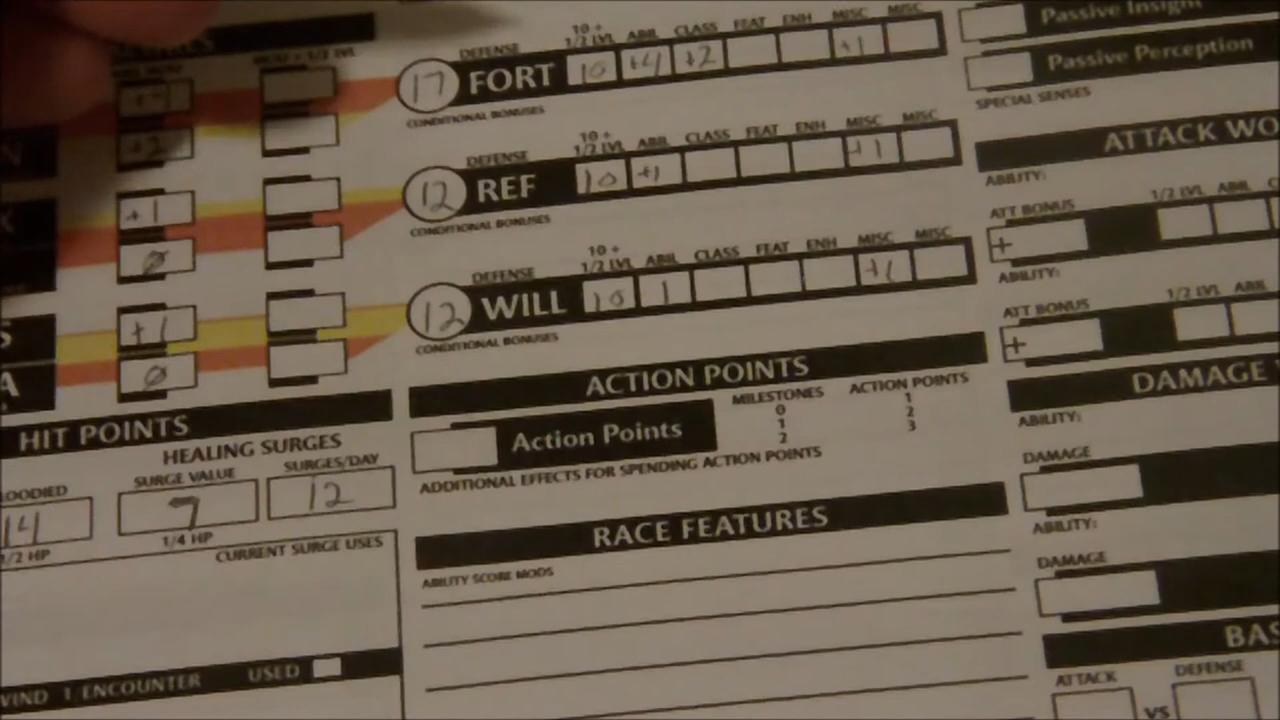 DEFENSE 10 + 1/2 LVL ABIL CLASS FEAT ENH MISC MISC
17 FORT 10 +4 +2 +1
CONDITIONAL BONUSES
DEFENSE 10 + 1/2 LVL ABIL CLASS FEAT ENH MISC MISC
12 REF 10 +1 +1
CONDITIONAL BONUSES
DEFENSE 10 + 1/2 LVL ABIL CLASS FEAT ENH MISC MISC
12 WILL 10 1 +1
CONDITIONAL BONUSES
+2
+1
Ø
+1
Ø
HIT POINTS
HEALING SURGES
SURGE VALUE SURGES/DAY
14 7 12
1/2 HP 1/4 HP
CURRENT SURGE USES
1/ENCOUNTER USED
ACTION POINTS
Action Points
MILESTONES ACTION POINTS
0 1
1 2
2 3
ADDITIONAL EFFECTS FOR SPENDING ACTION POINTS
RACE FEATURES
ABILITY SCORE MODS
Passive Insight
Passive Perception
SPECIAL SENSES
ATTACK WO
ABILITY:
ATT BONUS 1/2 LVL ABIL
+
ABILITY:
ATT BONUS 1/2 LVL ABIL
+
DAMAGE
ABILITY:
DAMAGE
ABILITY:
DAMAGE
BAS
ATTACK DEFENSE
VS